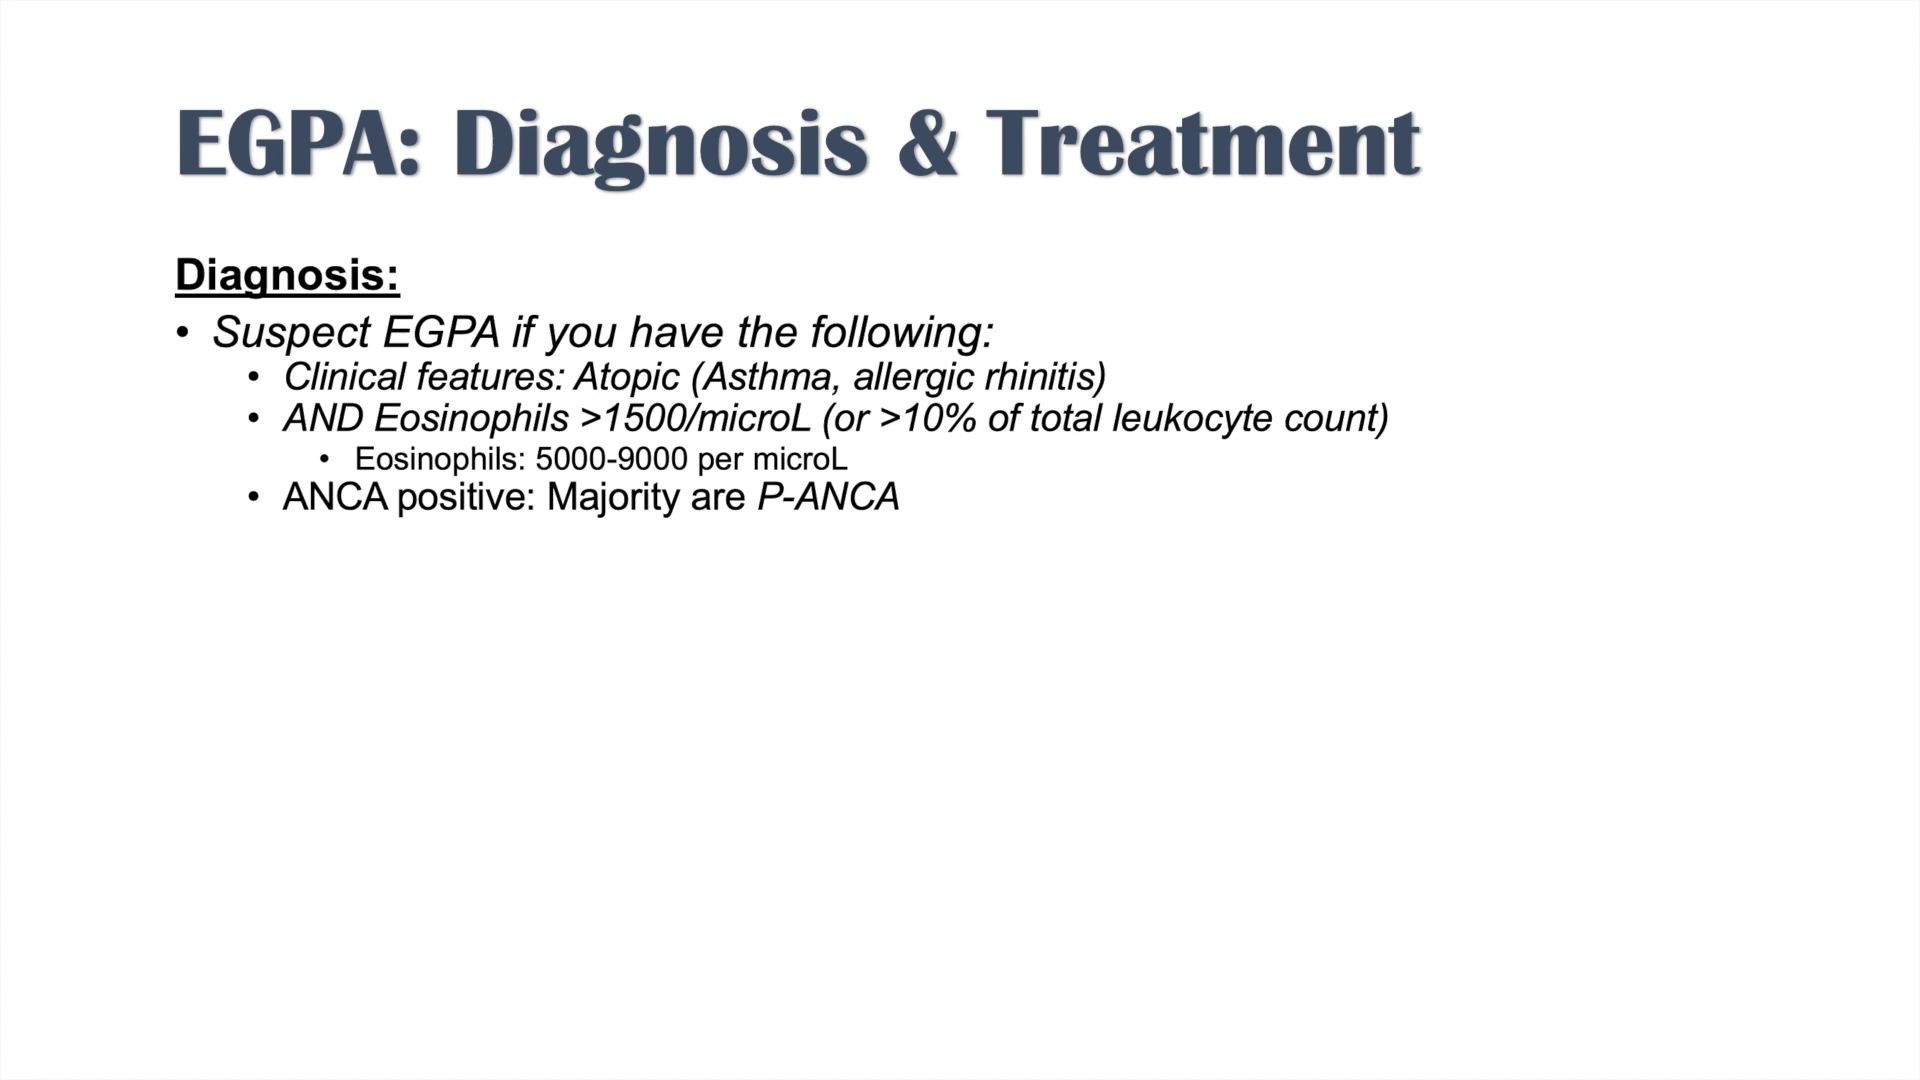 EGPA: Diagnosis & Treatment
Diagnosis:
• Suspect EGPA if you have the following:
• Clinical features: Atopic (Asthma, allergic rhinitis)
• AND Eosinophils >1500/microL (or >10% of total leukocyte count)
• Eosinophils: 5000-9000 per microL
• ANCA positive: Majority are P-ANCA